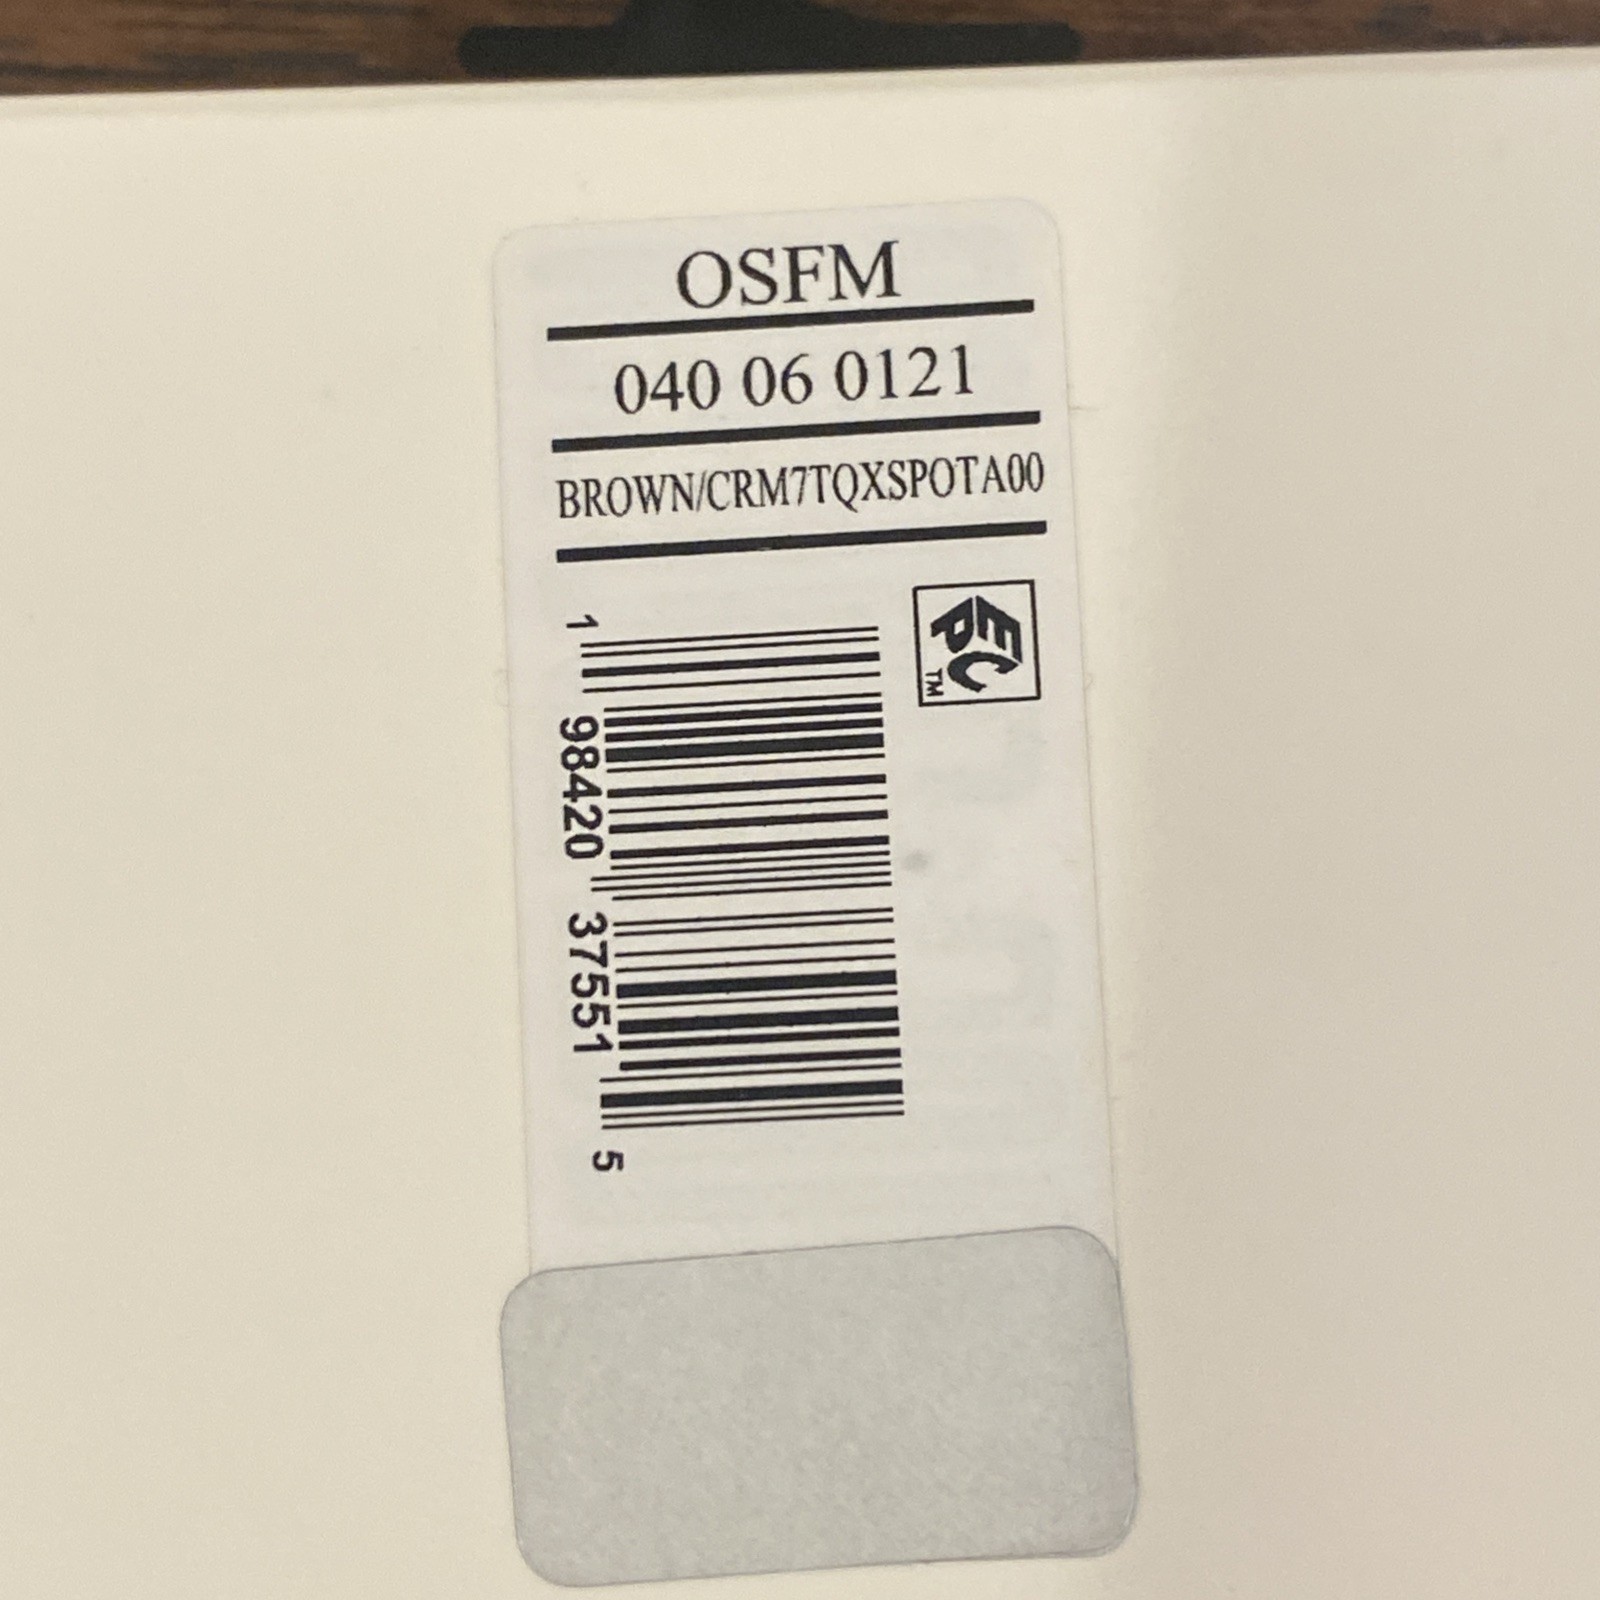 OSFM
040 06 0121
BROWN/CRM7TQXSPOTA00
EPC
TM
1 98420 37551 5